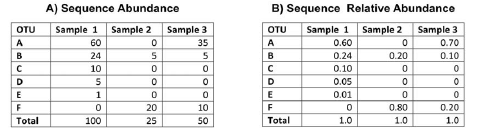 A) Sequence Abundance
OTU Sample 1 Sample 2 Sample 3
A 60 0 35
B 24 5 5
C 10 0 0
D 5 0 0
E 1 0 0
F 0 20 10
Total 100 25 50
B) Sequence Relative Abundance
OTU Sample 1 Sample 2 Sample 3
A 0.60 0 0.70
B 0.24 0.20 0.10
C 0.10 0 0
D 0.05 0 0
E 0.01 0 0
F 0 0.80 0.20
Total 1.0 1.0 1.0